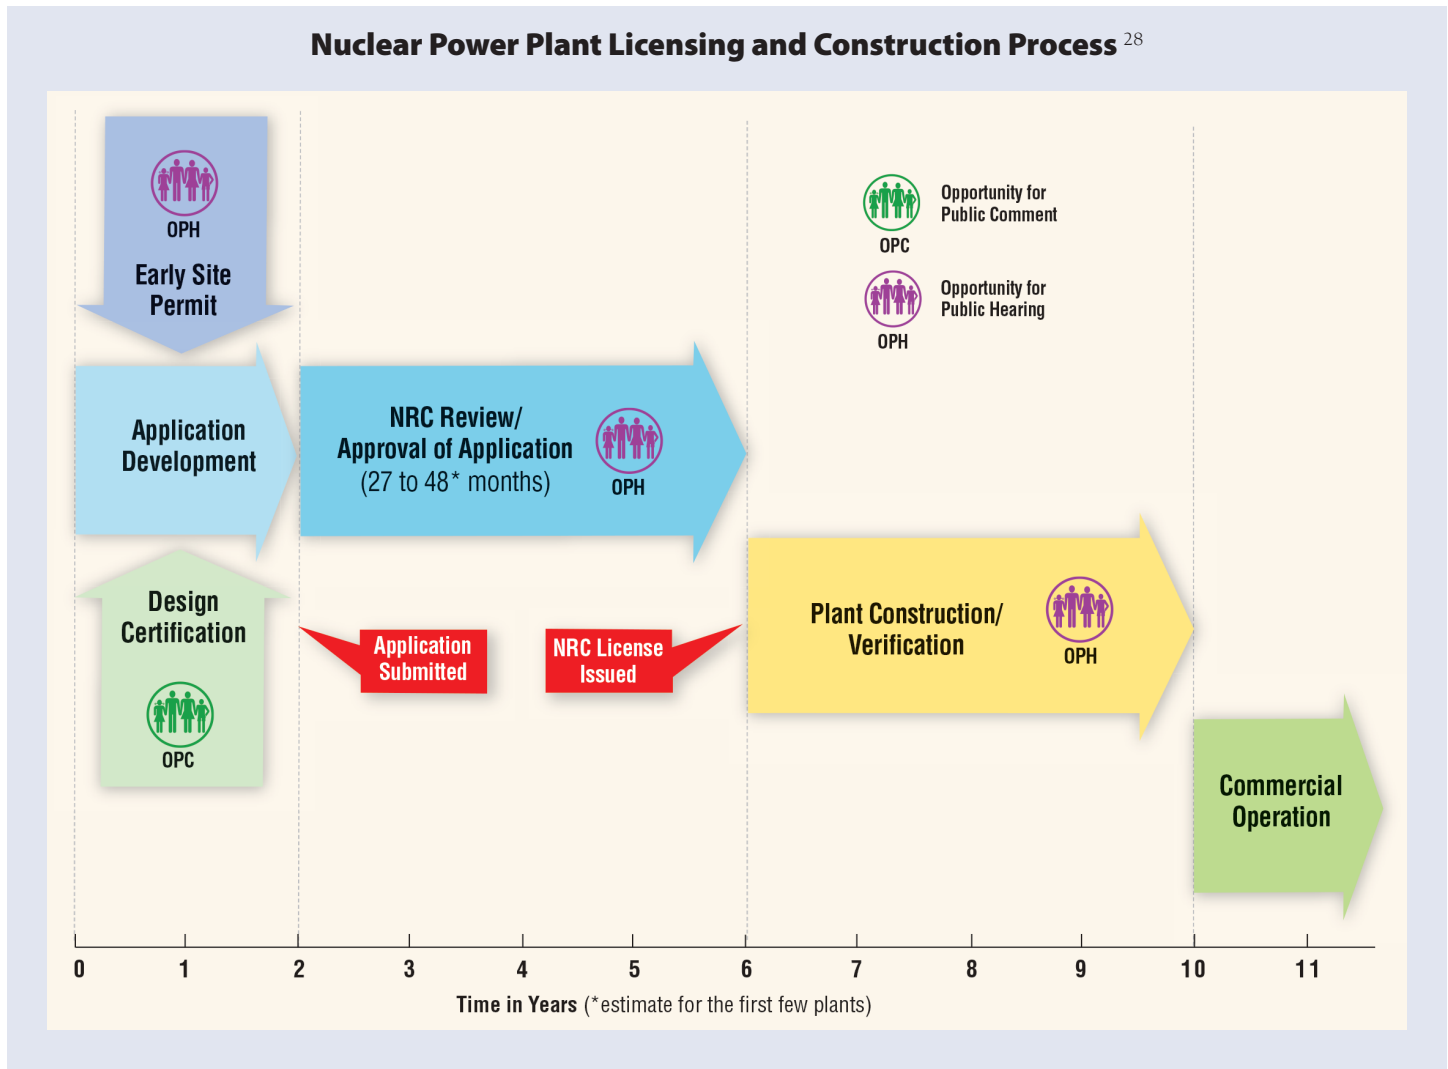 Nuclear Power Plant Licensing and Construction Process 28
OPH
Early Site
Permit
Opportunity for
Public Comment
OPC
Opportunity for
Public Hearing
OPH
Application
Development
NRC Review/
Approval of Application
(27 to 48* months)
OPH
Design
Certification
OPC
Application
Submitted
NRC License
Issued
Plant Construction/
Verification
OPH
Commercial
Operation
0 1 2 3 4 5 6 7 8 9 10 11
Time in Years (*estimate for the first few plants)